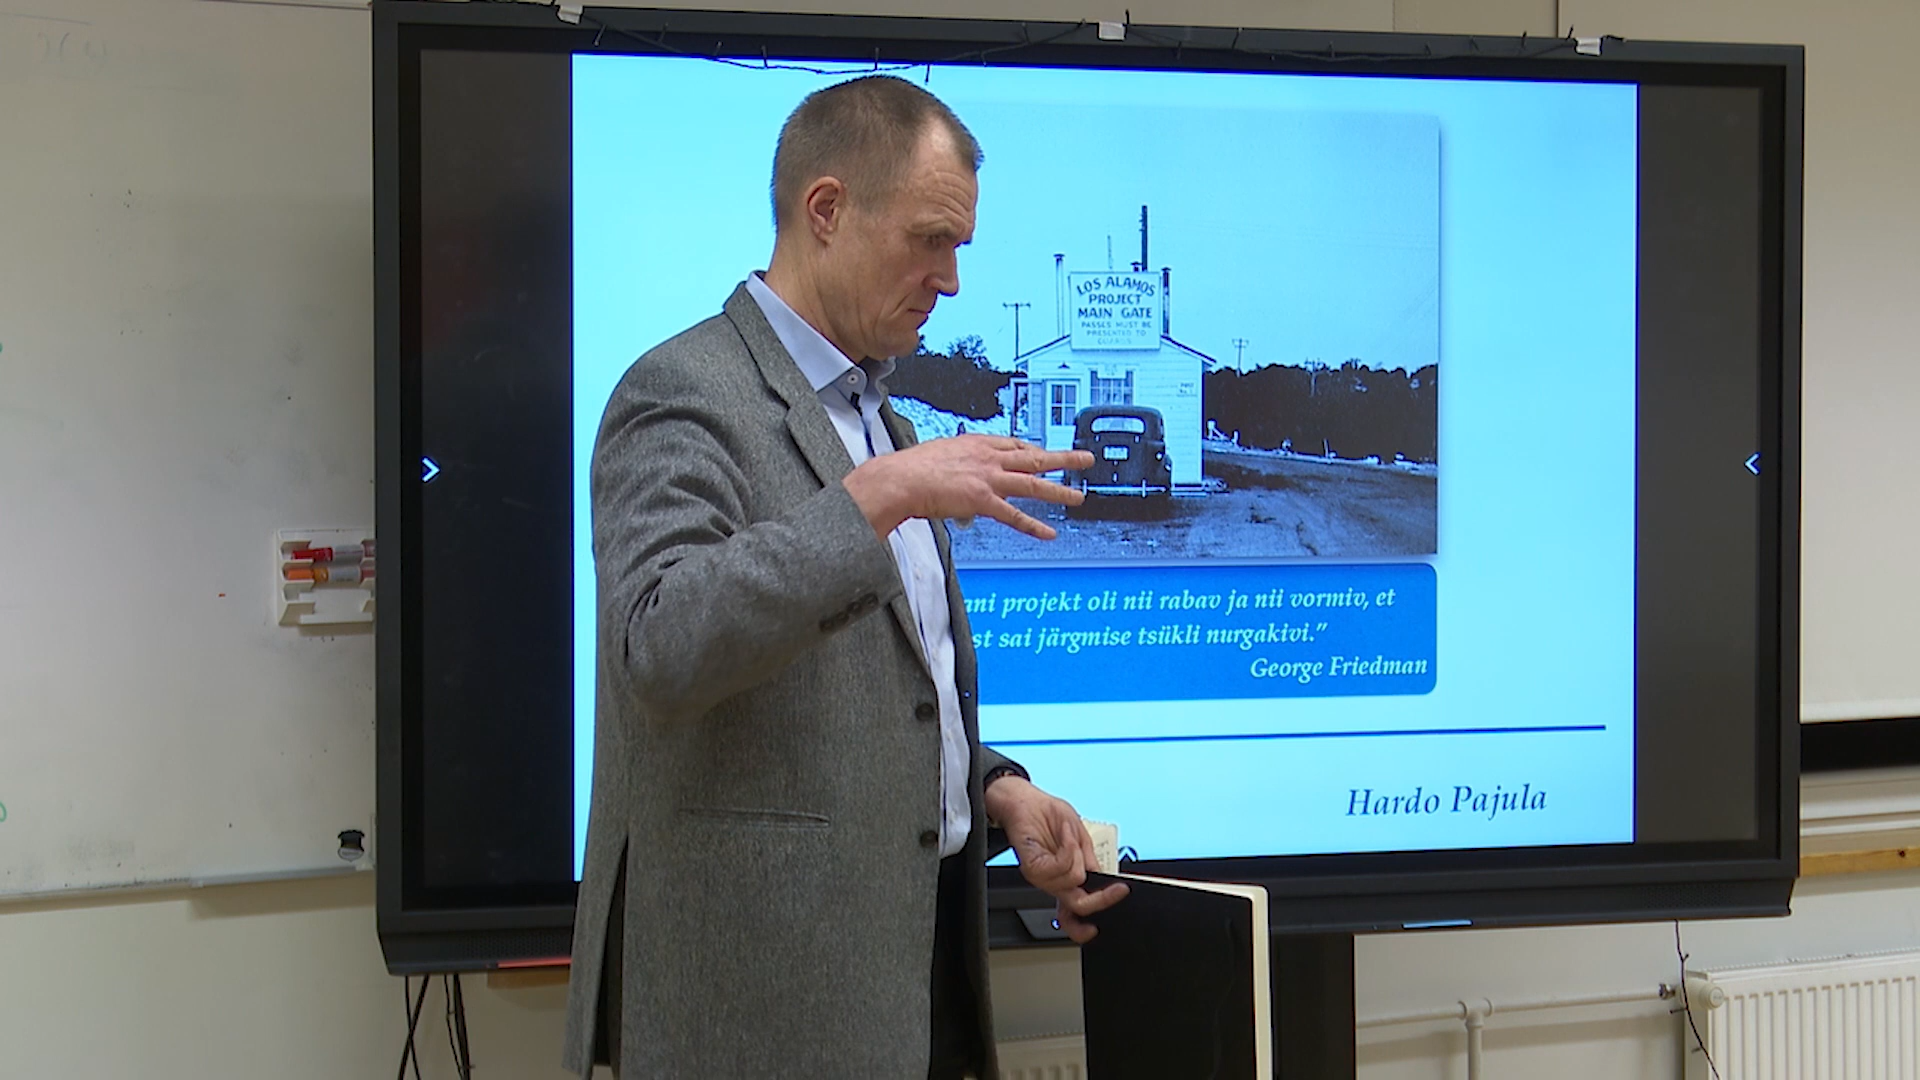 LOS ALAMOS
PROJECT
MAIN GATE
PASSES MUST BE
PRESENTED TO
GUARDS
ani projekt oli nii rabav ja nii vormiv, et
st sai järgmise tsükli nurgakivi.”
George Friedman
Hardo Pajula